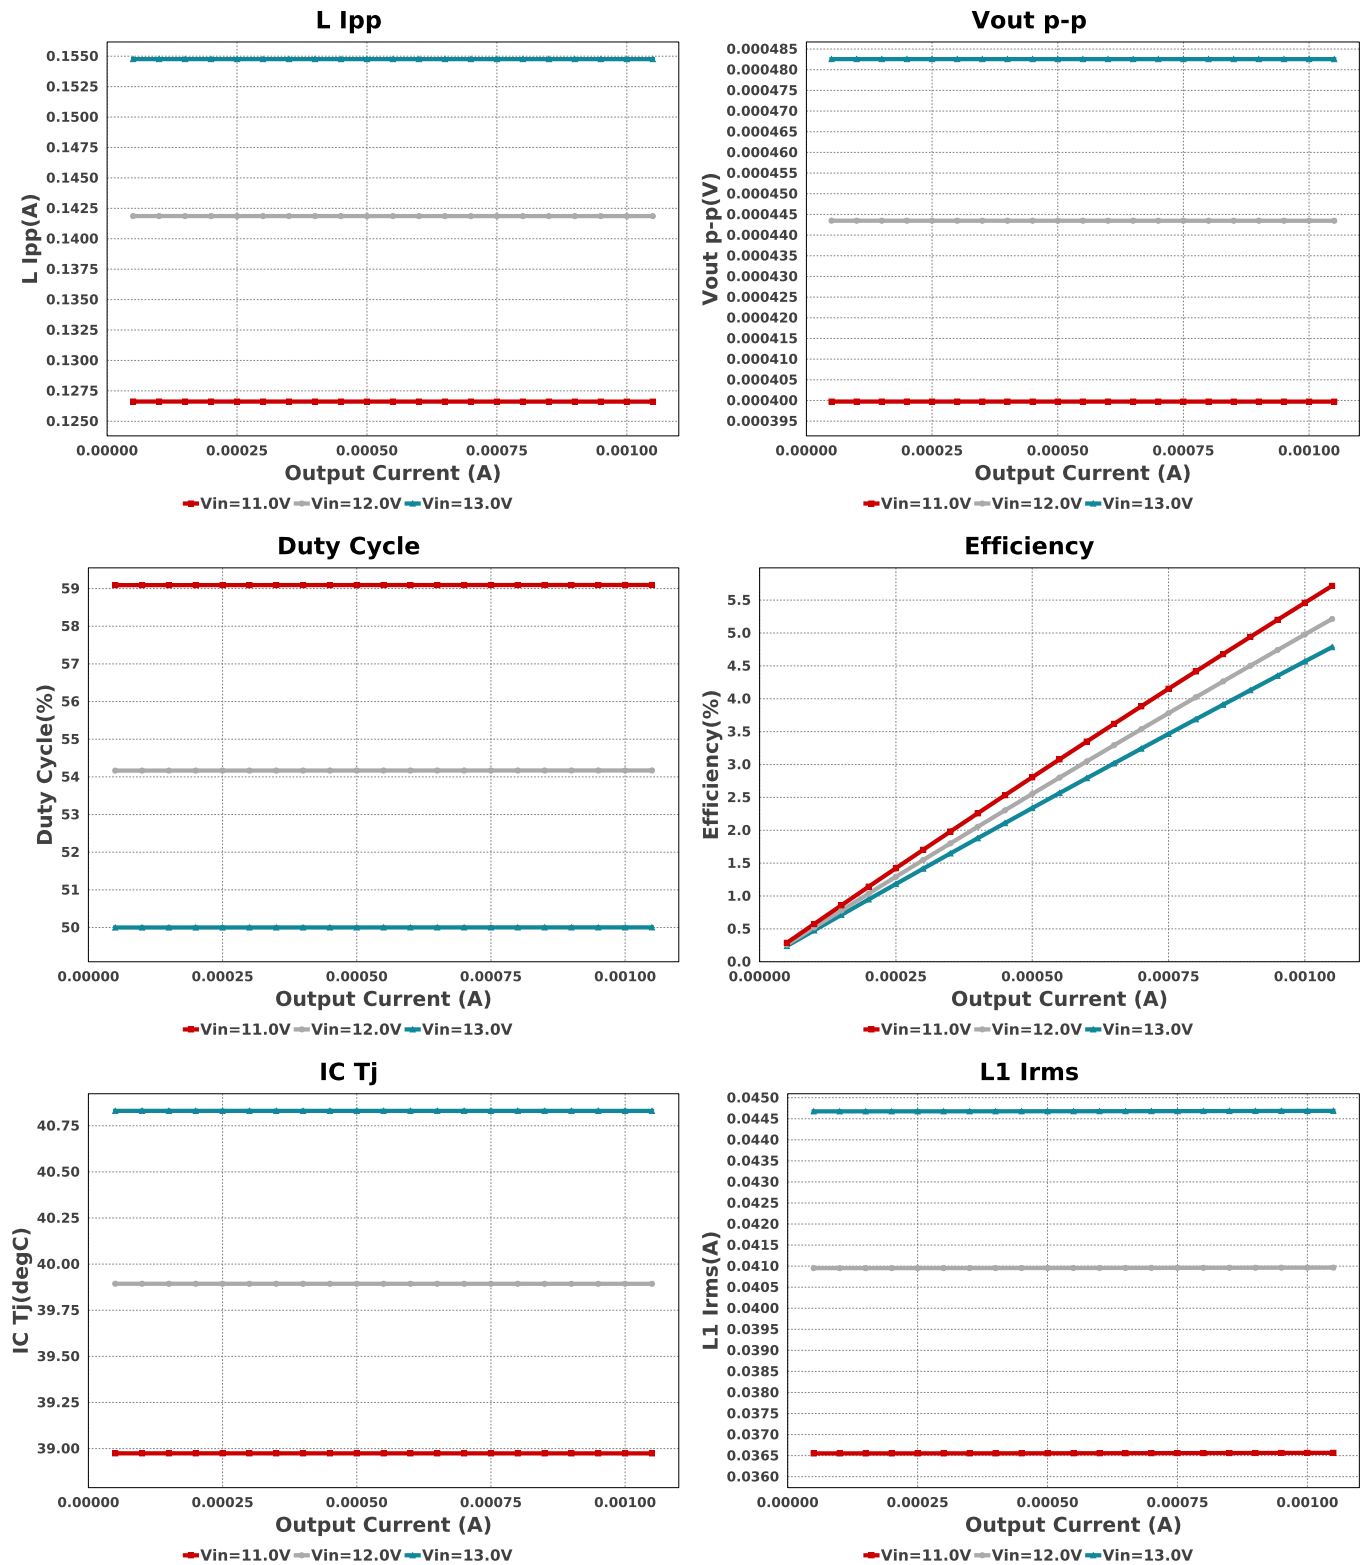 L Ipp
0.1550
0.1525
0.1500
0.1475
0.1450
0.1425
0.1400
0.1375
0.1350
0.1325
0.1300
0.1275
0.1250
L Ipp(A)
0.00000 0.00025 0.00050 0.00075 0.00100
Output Current (A)
Vin=11.0V Vin=12.0V Vin=13.0V
Vout p-p
0.000485
0.000480
0.000475
0.000470
0.000465
0.000460
0.000455
0.000450
0.000445
0.000440
0.000435
0.000430
0.000425
0.000420
0.000415
0.000410
0.000405
0.000400
0.000395
Vout p-p(V)
0.00000 0.00025 0.00050 0.00075 0.00100
Output Current (A)
Vin=11.0V Vin=12.0V Vin=13.0V
Duty Cycle
59
58
57
56
55
54
53
52
51
50
Duty Cycle(%)
0.00000 0.00025 0.00050 0.00075 0.00100
Output Current (A)
Vin=11.0V Vin=12.0V Vin=13.0V
Efficiency
5.5
5.0
4.5
4.0
3.5
3.0
2.5
2.0
1.5
1.0
0.5
0.0
Efficiency(%)
0.00000 0.00025 0.00050 0.00075 0.00100
Output Current (A)
Vin=11.0V Vin=12.0V Vin=13.0V
IC Tj
40.75
40.50
40.25
40.00
39.75
39.50
39.25
39.00
IC Tj(degC)
0.00000 0.00025 0.00050 0.00075 0.00100
Output Current (A)
Vin=11.0V Vin=12.0V Vin=13.0V
L1 Irms
0.0450
0.0445
0.0440
0.0435
0.0430
0.0425
0.0420
0.0415
0.0410
0.0405
0.0400
0.0395
0.0390
0.0385
0.0380
0.0375
0.0370
0.0365
0.0360
L1 Irms(A)
0.00000 0.00025 0.00050 0.00075 0.00100
Output Current (A)
Vin=11.0V Vin=12.0V Vin=13.0V